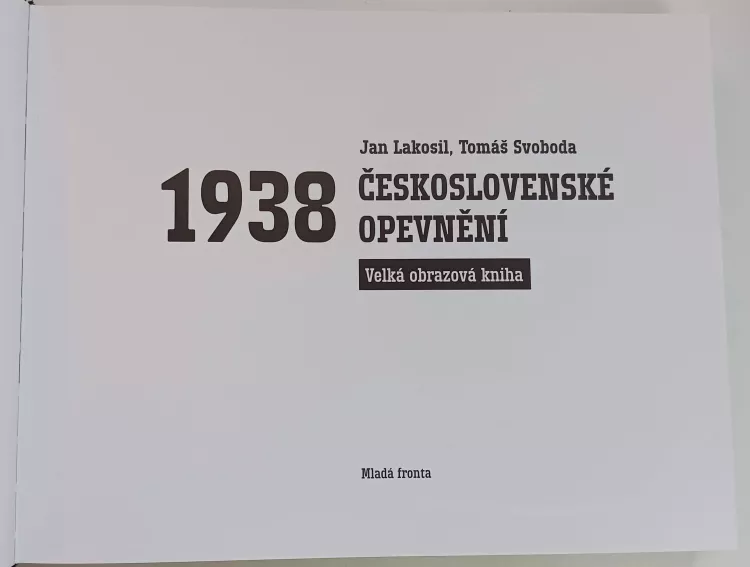 Jan Lakosil, Tomáš Svoboda
1938
ČESKOSLOVENSKÉ
OPEVNĚNÍ
Velká obrazová kniha
Mladá fronta